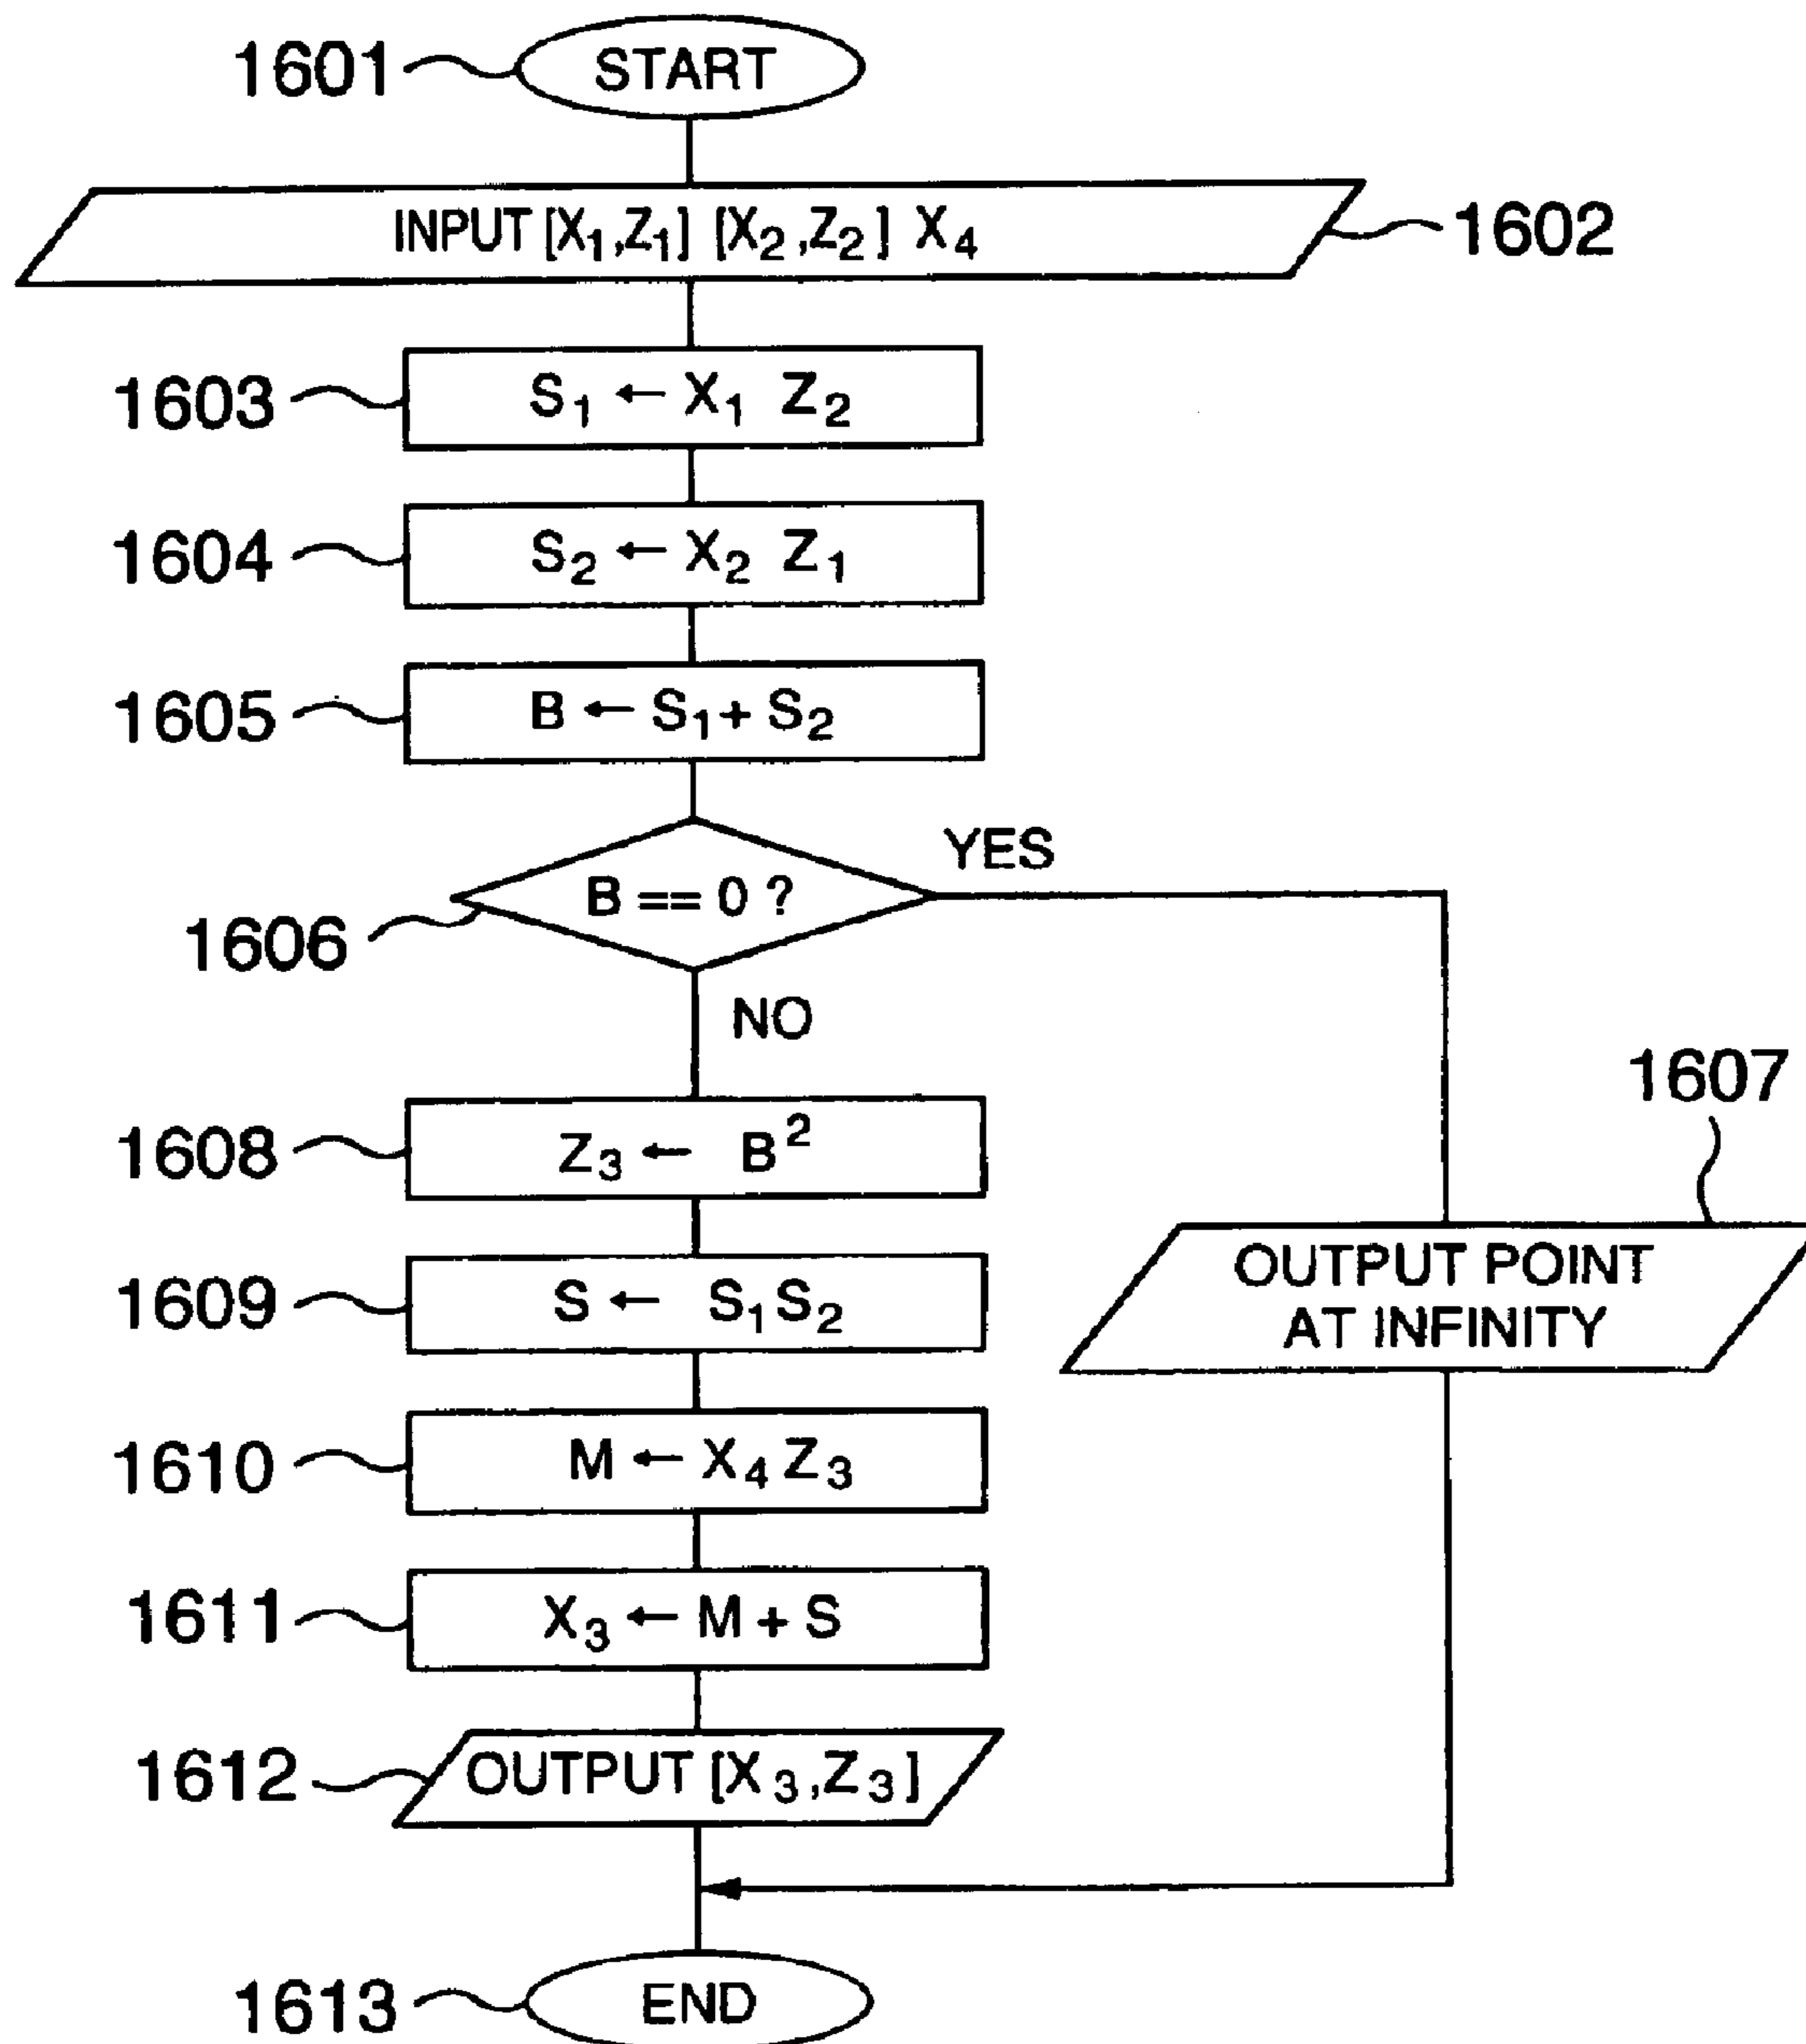 1601 START
INPUT [X₁,Z₁] [X₂,Z₂] X₄ 1602
1603 S₁ ← X₁ Z₂
1604 S₂ ← X₂ Z₁
1605 B ← S₁ + S₂
YES
B == 0 ?
1606
NO
1607
1608 Z₃ ← B²
OUTPUT POINT
AT INFINITY
1609 S ← S₁S₂
1610 M ← X₄ Z₃
1611 X₃ ← M + S
1612 OUTPUT [X₃,Z₃]
1613 END